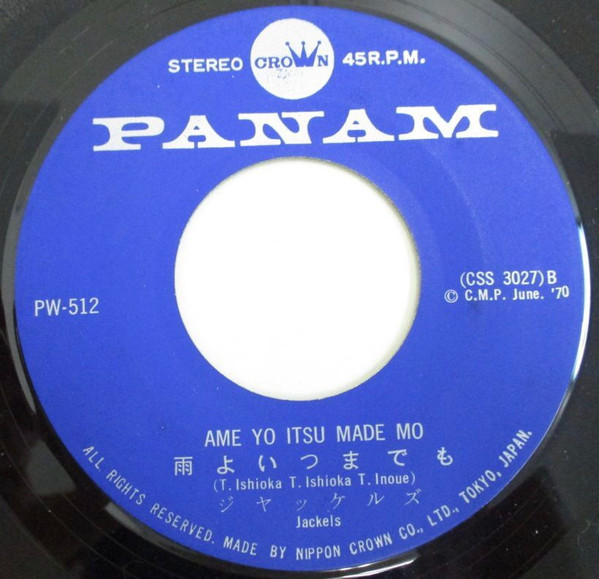 STEREO CROWN 45R.P.M.
PANAM
(CSS 3027)B
PW-512 Ⓒ C.M.P. June. '70
AME YO ITSU MADE MO
雨よいつまでも
(T. Ishioka T. Ishioka T. Inoue)
ジャッケルズ
Jackels
ALL RIGHTS RESERVED. MADE BY NIPPON CROWN CO., LTD., TOKYO, JAPAN.